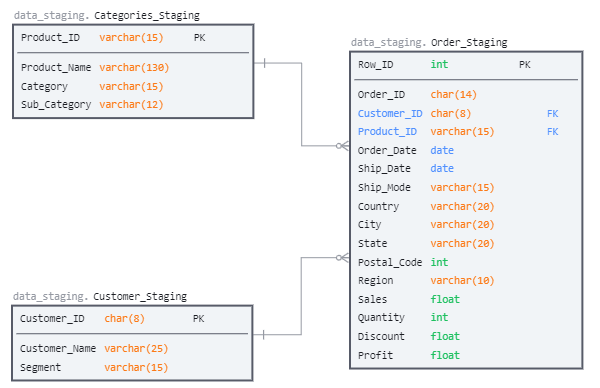 data_staging. Categories_Staging
Product_ID varchar(15) PK
Product_Name varchar(130)
Category varchar(15)
Sub_Category varchar(12)
data_staging. Order_Staging
Row_ID int PK
Order_ID char(14)
Customer_ID char(8) FK
Product_ID varchar(15) FK
Order_Date date
Ship_Date date
Ship_Mode varchar(15)
Country varchar(20)
City varchar(20)
State varchar(20)
Postal_Code int
Region varchar(10)
Sales float
Quantity int
Discount float
Profit float
data_staging. Customer_Staging
Customer_ID char(8) PK
Customer_Name varchar(25)
Segment varchar(15)